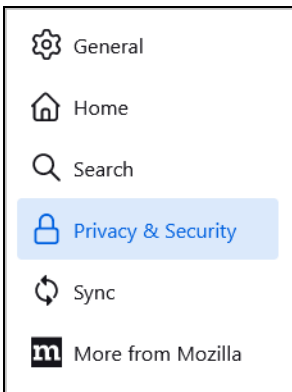 General
Home
Search
Privacy & Security
Sync
m More from Mozilla